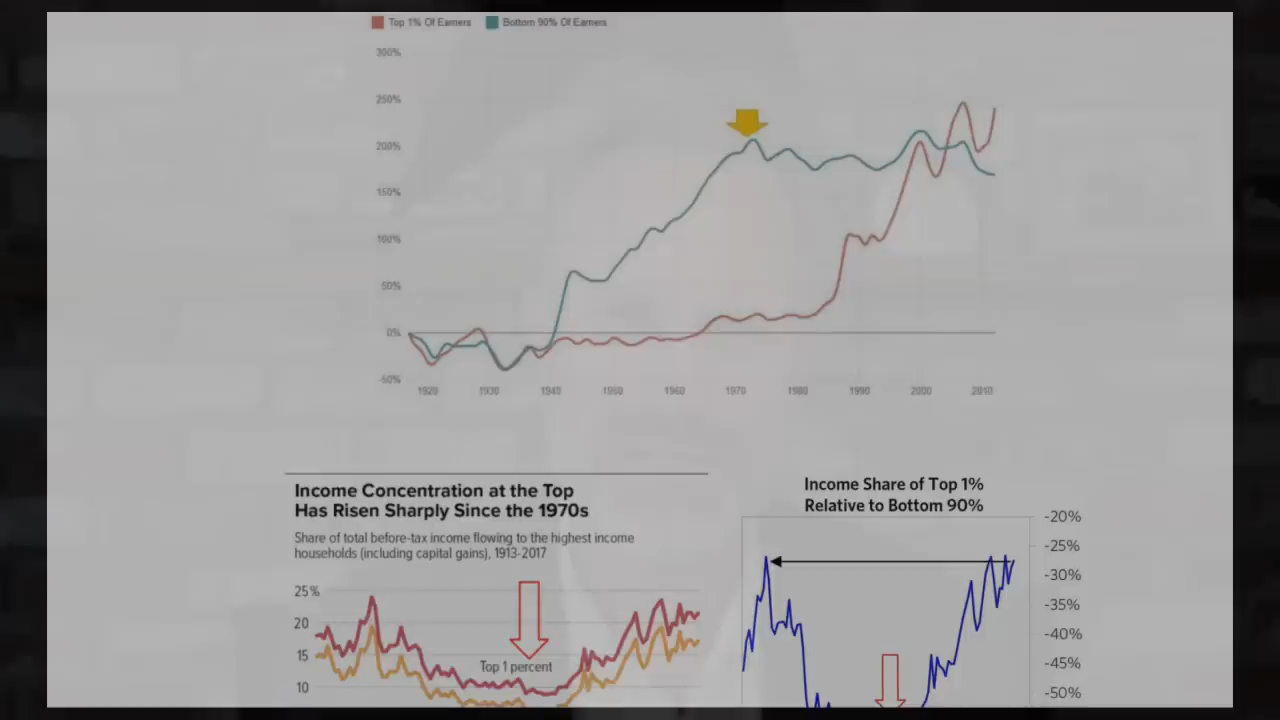 Top 1% Of Earners Bottom 90% Of Earners
300%
250%
200%
150%
100%
50%
0%
-50%
1920 1930 1940 1950 1960 1970 1980 1990 2000 2010
Income Concentration at the Top
Has Risen Sharply Since the 1970s
Share of total before-tax income flowing to the highest income
households (including capital gains), 1913-2017
25%
20
15
10
Top 1 percent
Income Share of Top 1%
Relative to Bottom 90%
-20%
-25%
-30%
-35%
-40%
-45%
-50%